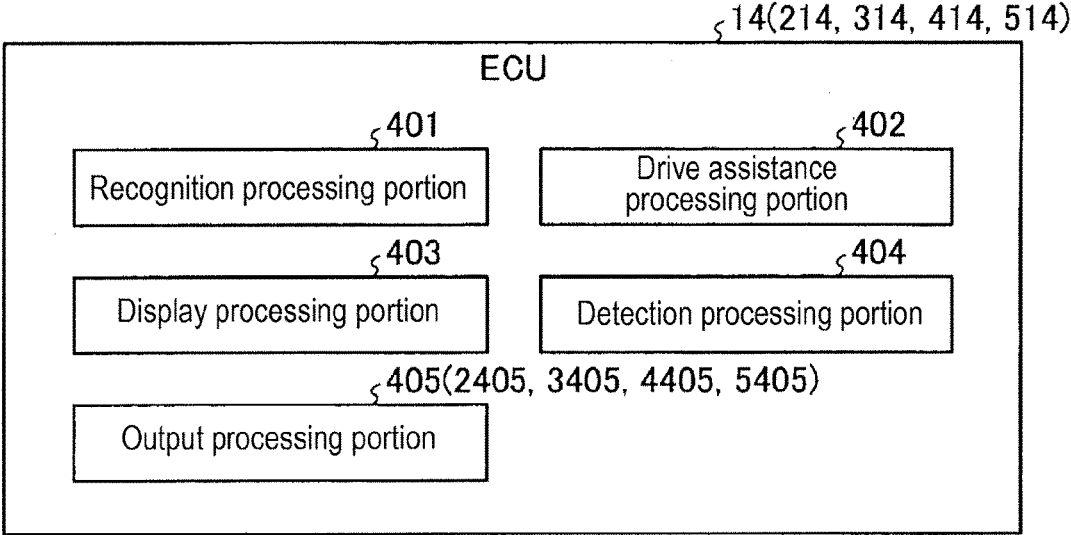 14(214, 314, 414, 514)
ECU
401
Recognition processing portion
402
Drive assistance
processing portion
403
Display processing portion
404
Detection processing portion
405(2405, 3405, 4405, 5405)
Output processing portion